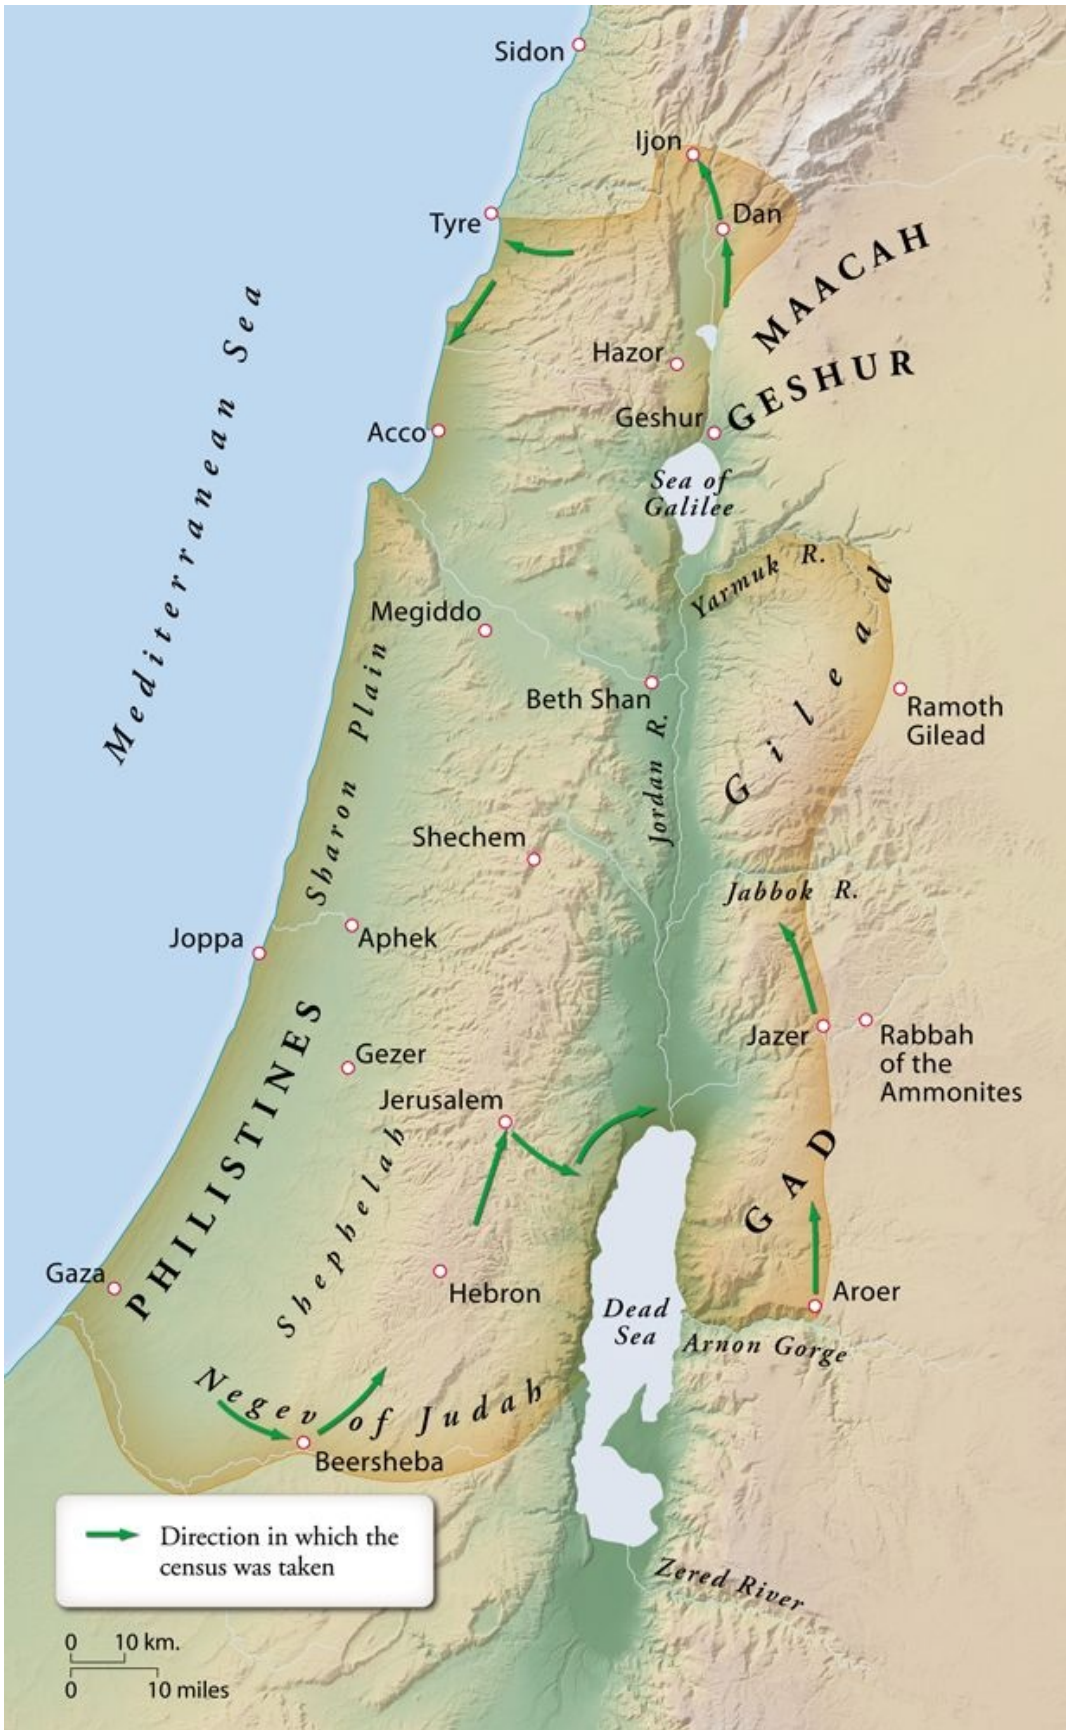 Sidon
Ijon
Tyre
Dan
MAACAH
Mediterranean Sea
Hazor
GESHUR
Geshur
Acco
Sea of
Galilee
Yarmuk R.
Megiddo
Gilead
Sharon Plain
Beth Shan
Ramoth
Gilead
Jordan R.
Shechem
Jabbok R.
Joppa
Aphek
PHILISTINES
Jazer
Rabbah
of the
Ammonites
Gezer
Jerusalem
Shephelah
GAD
Gaza
Hebron
Aroer
Dead
Sea
Arnon Gorge
Negev of Judah
Beersheba
Direction in which the
census was taken
Zered River
0 10 km.
0 10 miles